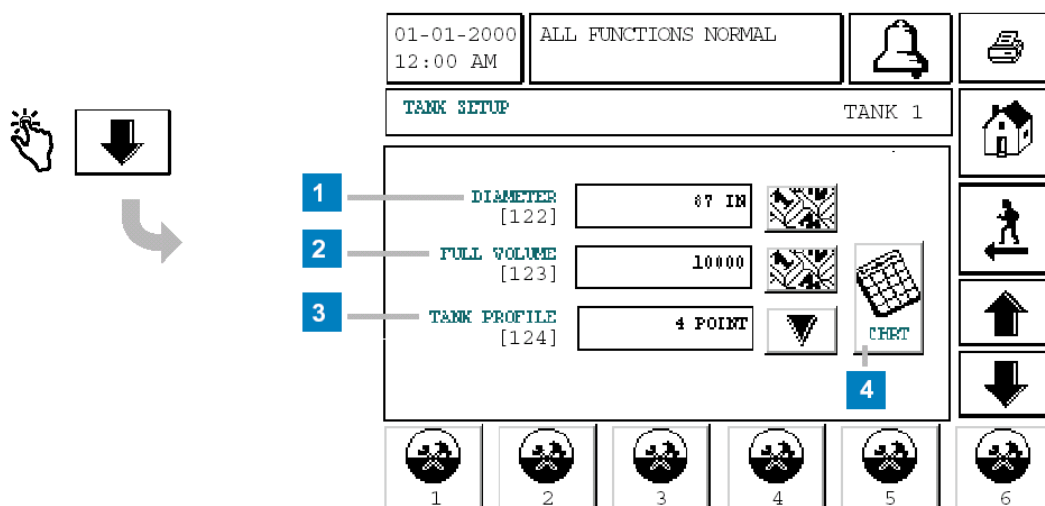 01-01-2000
12:00 AM
ALL FUNCTIONS NORMAL
TANK SETUP
TANK 1
1
DIAMETER
[122]
87 IN
2
FULL VOLUME
[123]
10000
3
TANK PROFILE
[124]
4 POINT
CHRT
4
1
2
3
4
5
6